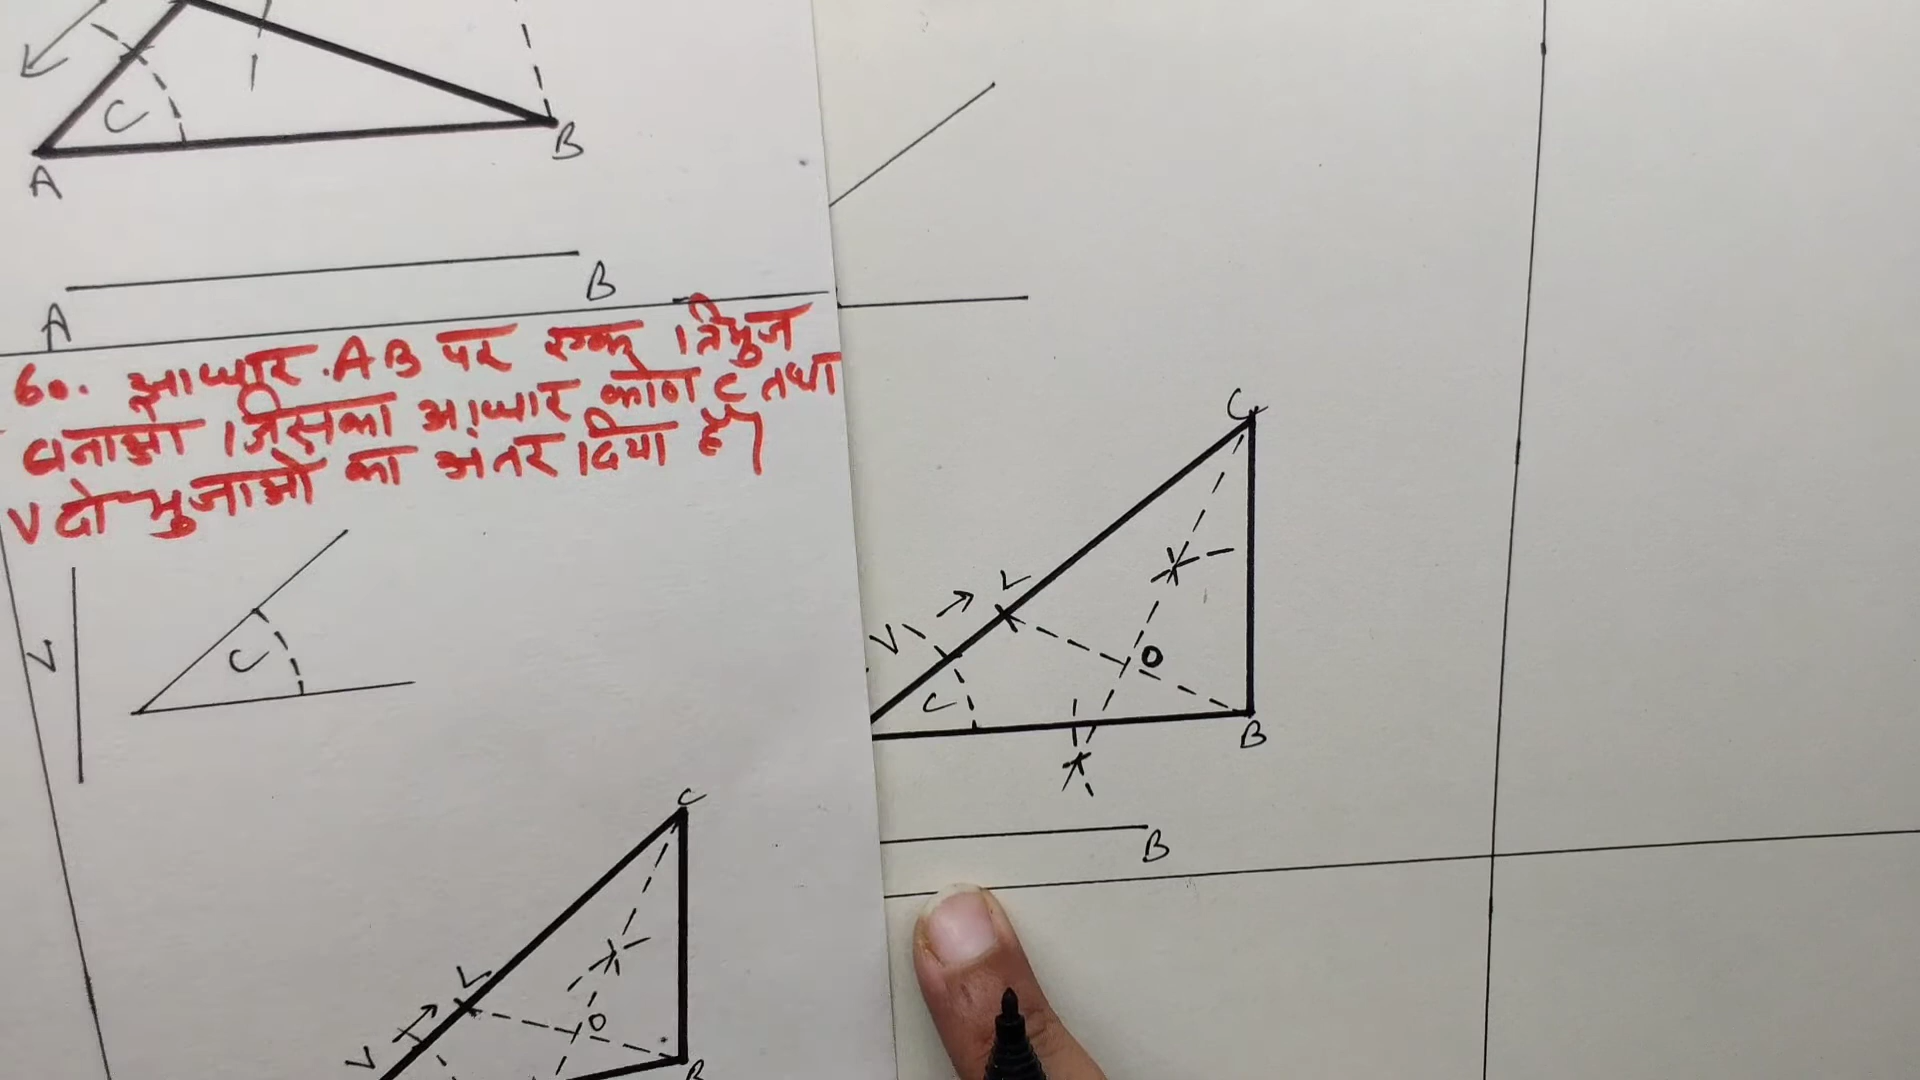 C
A
B
A
B
60. आधार .AB पर एक त्रिभुज
बनाओ जिसका आधार कोण C तथा
V दो भुजाओं का अंतर दिया है।
V
C
C
L
V
O
B
C
L
V
C
O
B
B